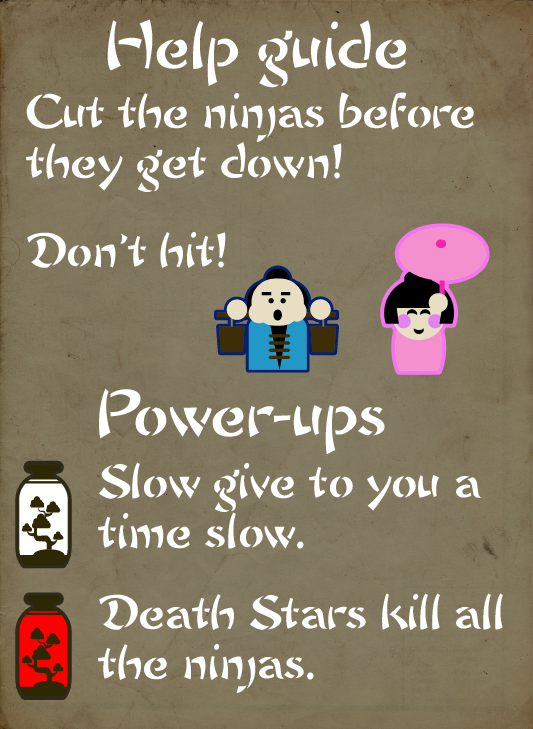 Help guide
Cut the ninjas before
they get down!
Don't hit!
Power-ups
Slow give to you a
time slow.
Death Stars kill all
the ninjas.